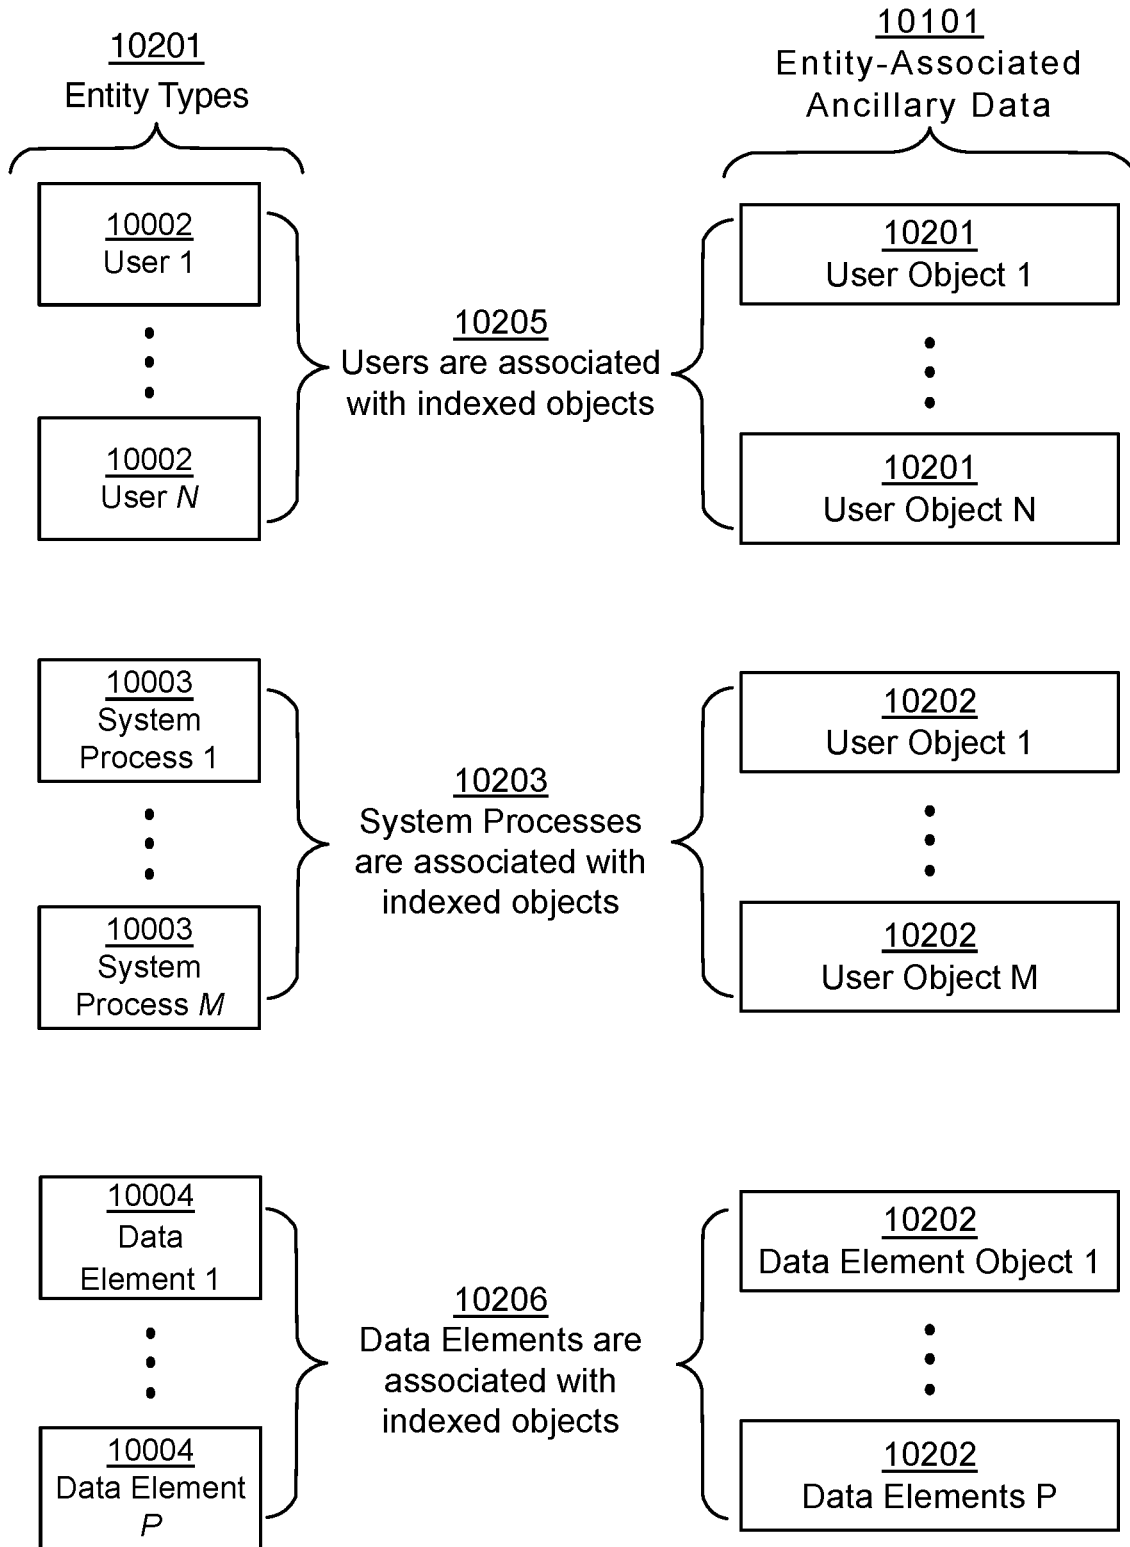 10201
Entity Types
10101
Entity-Associated
Ancillary Data
10002
User 1
10002
User N
10205
Users are associated
with indexed objects
10201
User Object 1
10201
User Object N
10003
System
Process 1
10003
System
Process M
10203
System Processes
are associated with
indexed objects
10202
User Object 1
10202
User Object M
10004
Data
Element 1
10004
Data Element
P
10206
Data Elements are
associated with
indexed objects
10202
Data Element Object 1
10202
Data Elements P